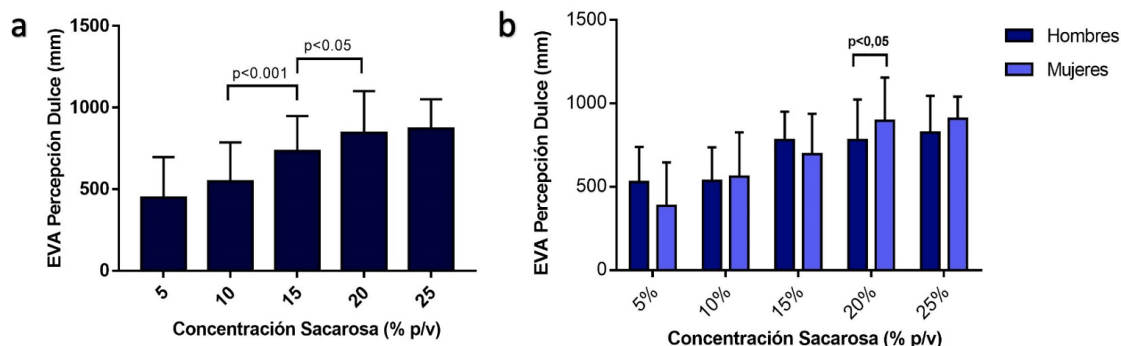 a
EVA Percepción Dulce (mm)
1500
1000
500
0
p<0.001
p<0.05
5
10
15
20
25
Concentración Sacarosa (% p/v)
b
EVA Percepción Dulce (mm)
1500
1000
500
0
p<0,05
5%
10%
15%
20%
25%
Concentración Sacarosa (% p/v)
Hombres
Mujeres